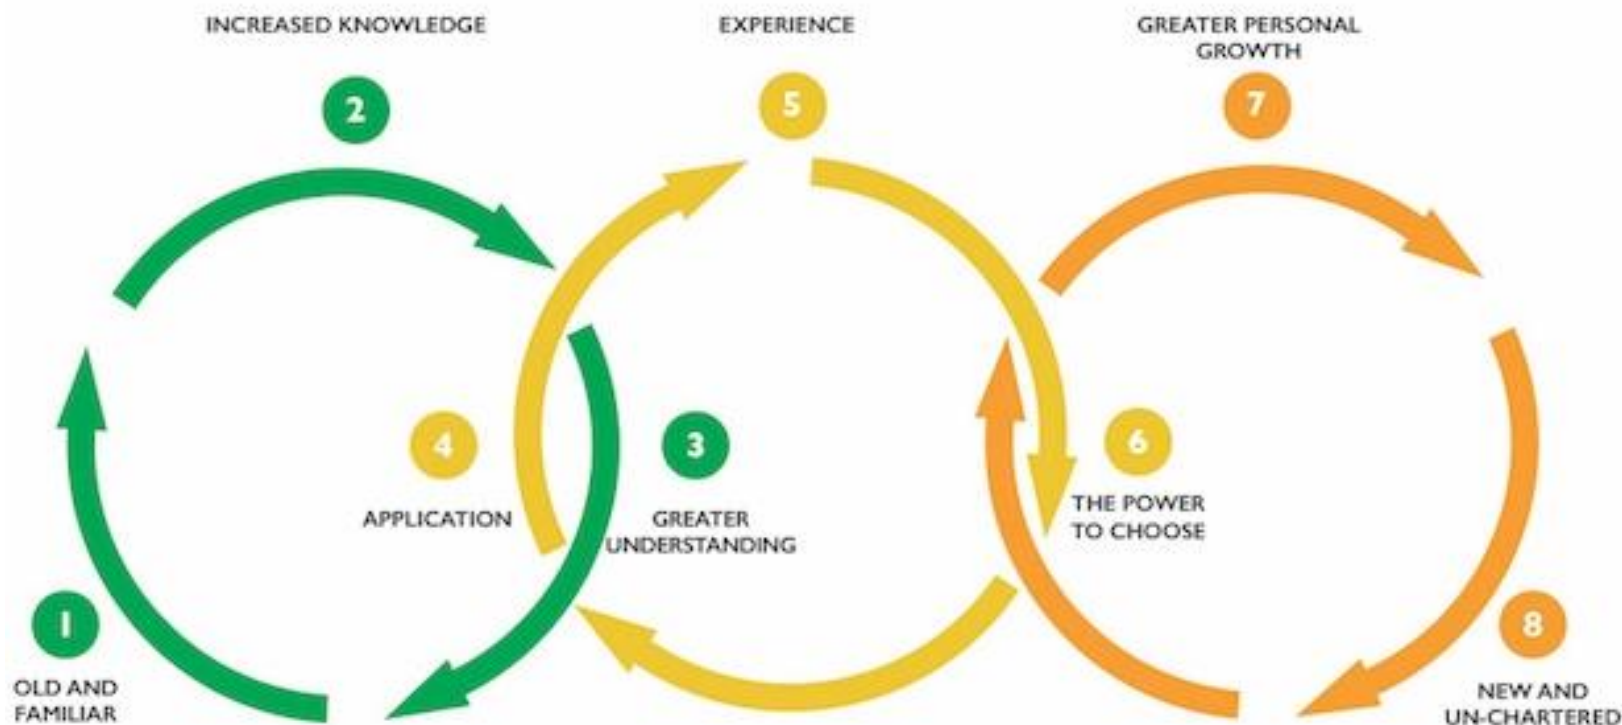 INCREASED KNOWLEDGE
2
EXPERIENCE
5
GREATER PERSONAL
GROWTH
7
4
APPLICATION
3
GREATER
UNDERSTANDING
6
THE POWER
TO CHOOSE
1
OLD AND
FAMILIAR
8
NEW AND
UN-CHARTERED